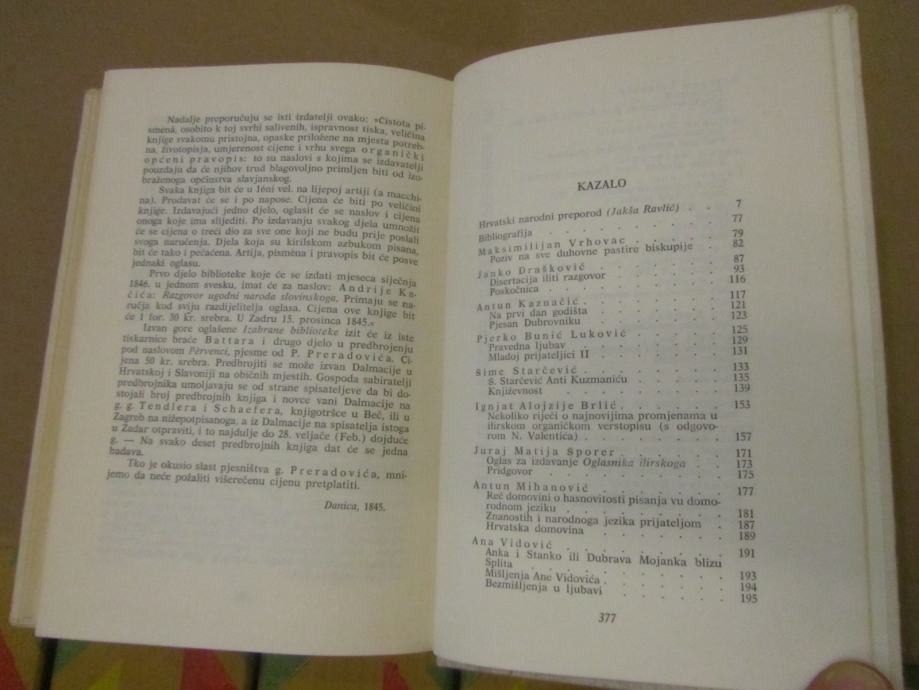 Nadalje preporučuju se isti izdatelji ovako: »Čistota pi-
smenâ, osobito k toj svrhi salivenih, ispravnost tiska, veličina
knjige svakomu pristojna, opaske priložene na mjesta potreb-
na, životopisja, umjerenost cijene i vrhu svega organički
općeni pravopis: to su naslovi s kojima se izdavatelji
pouzdaju da će njihov trud blagovoljno primljen biti od izo-
braženoga općinstva slavjanskog.
Svaka knjiga bit će u 16ni vel. na lijepoj artiji (a macchi-
na). Prodavat će se i po napose. Cijena će biti po veličini
knjige. Izdavajući jedno djelo, oglasit će se naslov i cijena
onoga koje ima slijediti. Po izdavanju svakog djela umnožit
će se cijena o treći dio za sve one koji ne budu prije poslali
svoga naručenja. Djela koja su kirilskom azbukom pisana,
bit će tako i pečaćena. Artija, pismena i pravopis bit će posve
jednaki oglasu.
Prvo djelo biblioteke koje će se izdati mjeseca siječnja
1846. u jednom svesku, imat će za naslov: Andrije Ka-
čića: Razgovor ugodni naroda slovinskoga. Primaju se na-
ručja kod sviju razdijelitelja oglasa. Cijena ove knjige bit
će 1 for. 30 kr. srebra. U Zadru 15. prosinca 1845.«
Izvan gore oglašene Izabrane biblioteke izit će iz iste
tiskarnice braće Battara i drugo djelo u predbrojenju
pod naslovom Pèrvenci, pjesme od P. Preradovića. Ci-
jena 50 kr. srebra. Predbrojiti se može izvan Dalmacije u
Hrvatskoj i Slavoniji na običnih mjestih. Gospoda sabiratelji
predbrojnika umoljavaju se od strane spisateljeve da bi do-
stojali broj predbrojnih knjiga i novce vani Dalmacije na
g. g. Tendlera i Schaefera, knjigotršce u Beč, ili u
Zagreb na nižepotpisanoga, a iz Dalmacije na spisatelja istoga
u Zadar otpraviti, i to najdulje do 28. veljače (Feb.) dojduće
g. — Na svako deset predbrojnih knjiga dat će se jedna
badava.
Tko je okusio slast pjesništva g. Preradovića, mni-
jemo da neće požaliti višerečenu cijenu pretplatiti.
Danica, 1845.
KAZALO
Hrvatski narodni preporod (Jakša Ravlić) . . 7
Bibliografija . . . . . . . 77
Maksimilijan Vrhovac . . . . . 79
Poziv na sve duhovne pastire biskupije . . 82
Janko Drašković . . . . . . 87
Disertacija iliti razgovor . . . . . 93
Poskočnica . . . . . . . 116
Antun Kaznačić . . . . . . 117
Na prvi dan godišta . . . . . 121
Pjesan Dubrovniku . . . . . 123
Pjerko Bunić Luković . . . . . 125
Pravedna ljubav . . . . . . 129
Mladoj prijateljici II . . . . . 131
Šime Starčević . . . . . . 133
Š. Starčević Anti Kuzmaniću . . . . 135
Književnost . . . . . . . 139
Ignjat Alojzije Brlić . . . . . 153
Nekoliko riječi o najnovijima promjenama u
ilirskom organičkom verstopisu (s odgovo-
rom N. Valentića) . . . . . . 157
Juraj Matija Šporer . . . . . 171
Oglas za izdavanje Oglasnika ilirskoga . . 173
Pridgovor . . . . . . . 175
Antun Mihanović . . . . . . 177
Reč domovini o hasnovitosti pisanja vu domo-
rodnom jeziku . . . . . . 181
Znanostih i narodnoga jezika prijateljom . 187
Hrvatska domovina . . . . . 189
Ana Vidović . . . . . . . 191
Anka i Stanko ili Dubrava Mojanka blizu
Splita . . . . . . . . 193
Mišljenja Ane Vidovića . . . . . 194
Bezmišljenja u ljubavi . . . . . 195
377